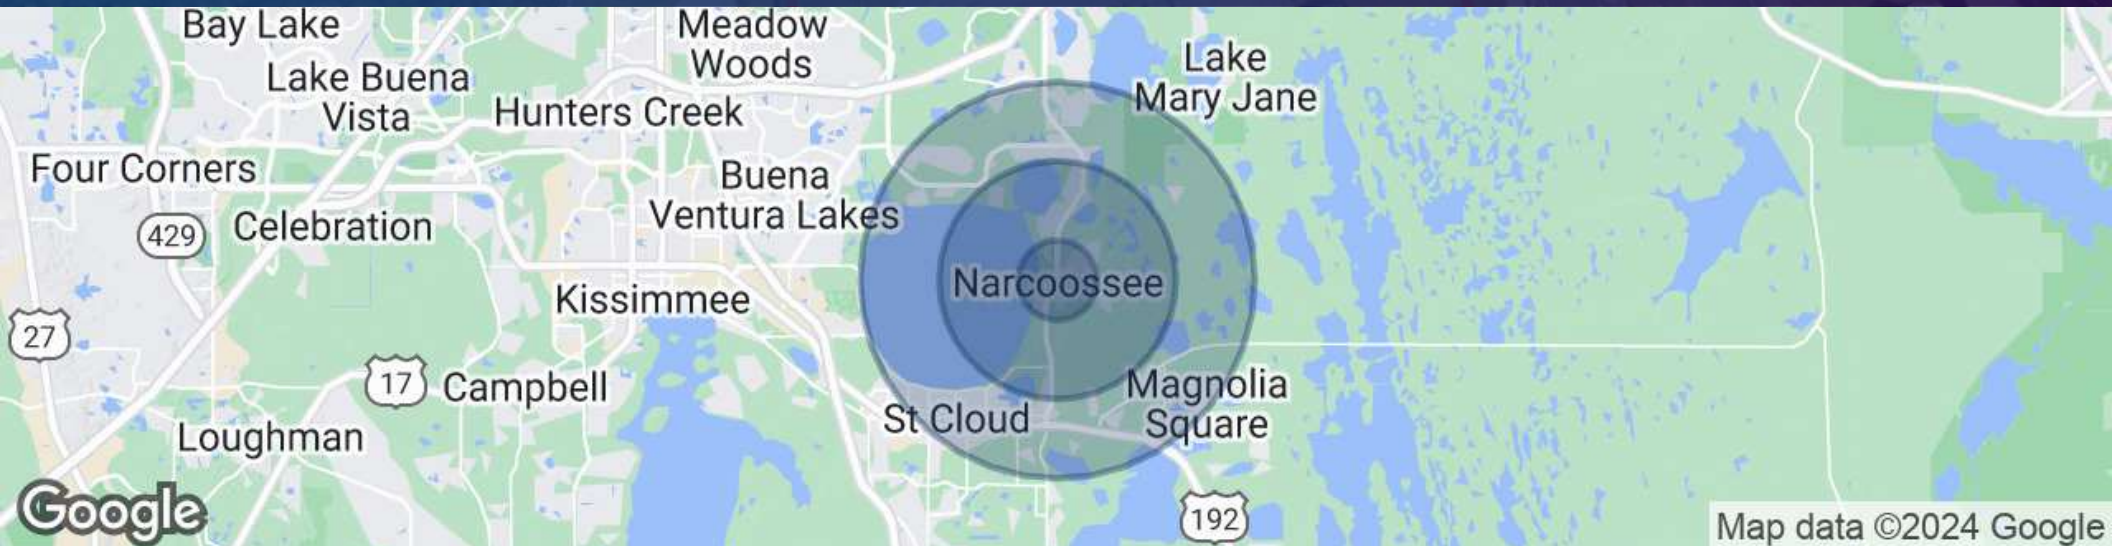 Bay Lake
Meadow
Woods
Lake
Mary Jane
Lake Buena
Vista
Hunters Creek
Four Corners
Buena
Ventura Lakes
429
Celebration
Narcoossee
Kissimmee
27
17
Campbell
Magnolia
Square
St Cloud
Loughman
192
Google
Map data ©2024 Google